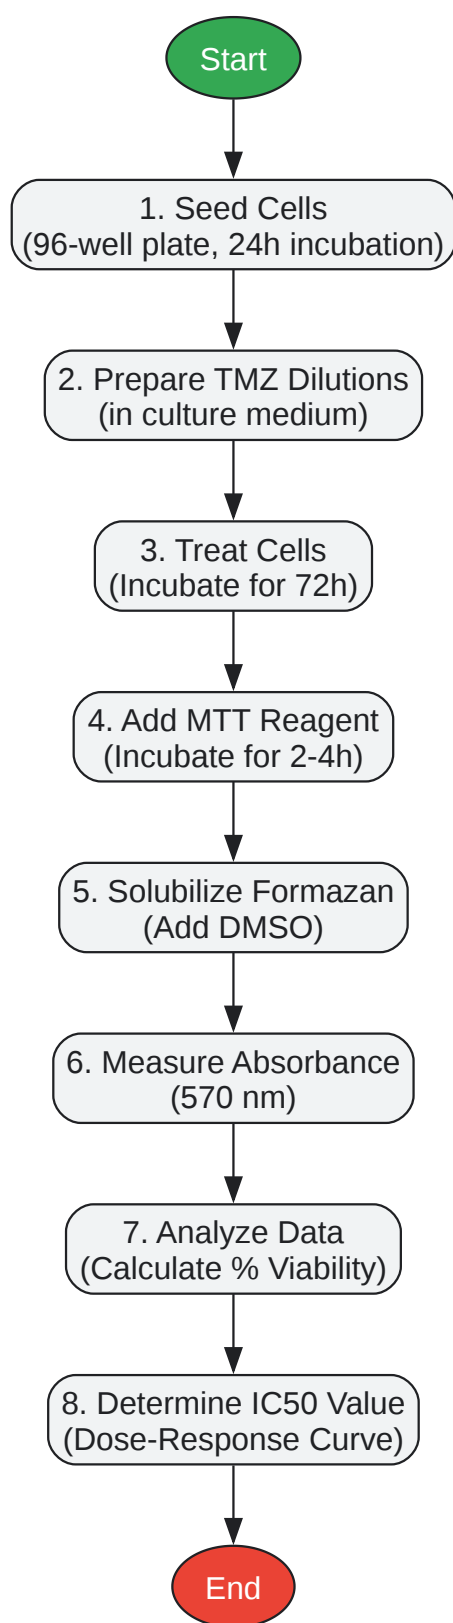 Start
1. Seed Cells
(96-well plate, 24h incubation)
2. Prepare TMZ Dilutions
(in culture medium)
3. Treat Cells
(Incubate for 72h)
4. Add MTT Reagent
(Incubate for 2-4h)
5. Solubilize Formazan
(Add DMSO)
6. Measure Absorbance
(570 nm)
7. Analyze Data
(Calculate % Viability)
8. Determine IC50 Value
(Dose-Response Curve)
End